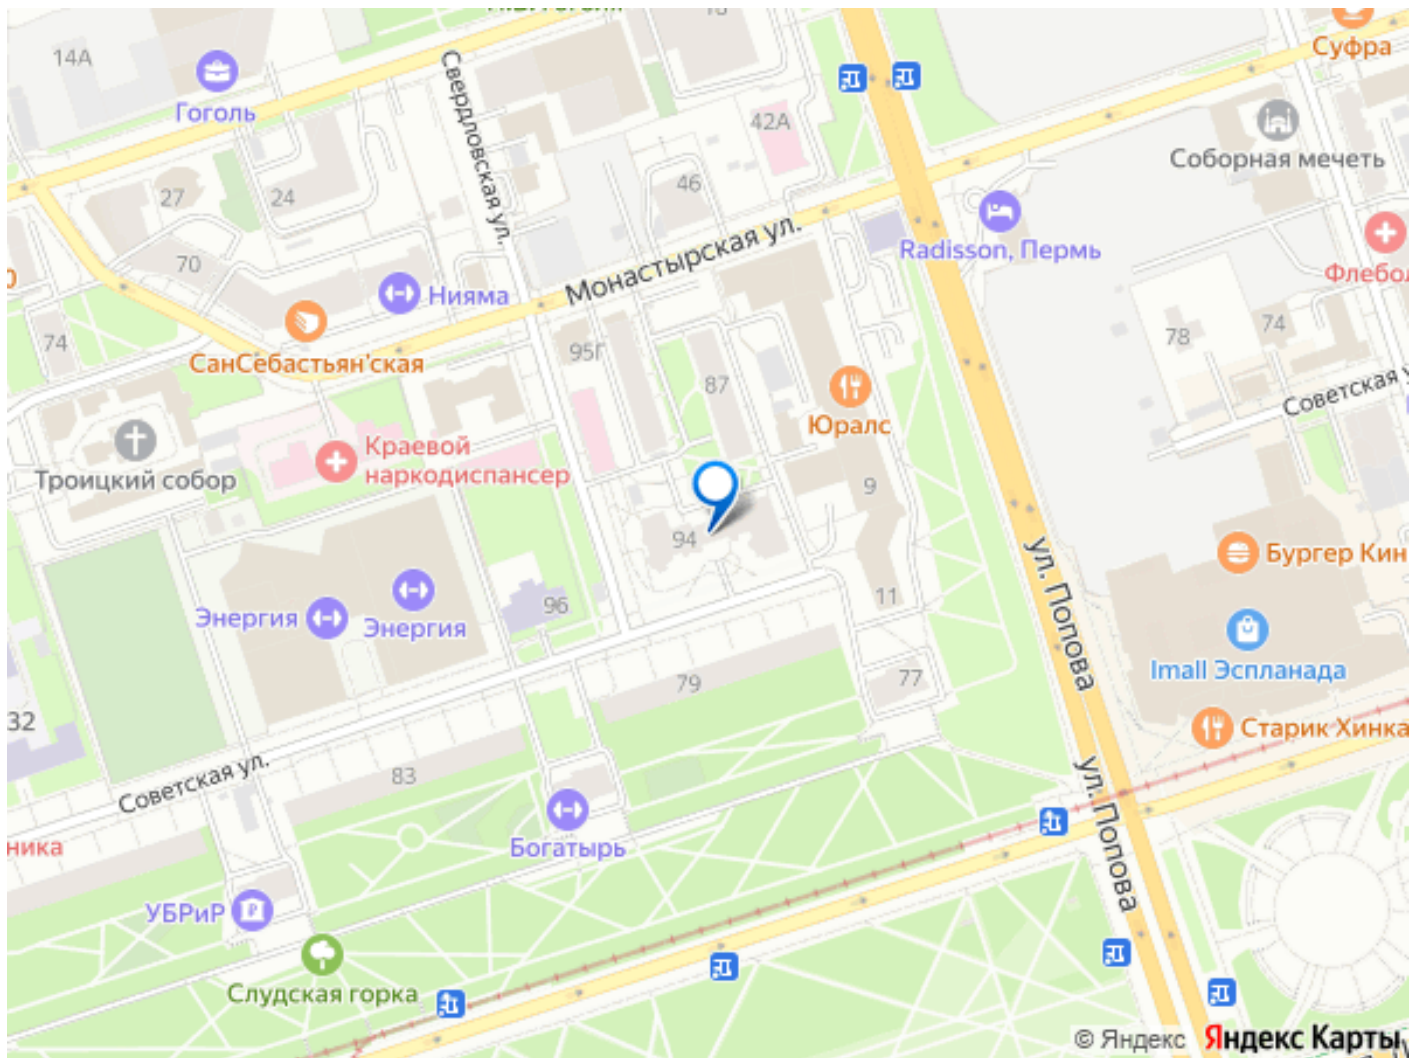 14А
Гоголь
Свердловская ул.
42А
Суфра
Соборная мечеть
27
24
46
Radisson, Пермь
70
Нияма
Монастырская ул.
74
СанСебастьян'ская
95Г
87
Юралс
78
74
Советская
Троицкий собор
Краевой
наркодиспансер
9
94
ул. Попова
Бургер Кин
Энергия
Энергия
96
11
Imall Эспланада
79
77
32
Старик Хинка
Советская ул.
83
Богатырь
ника
УБРиР
ул. Попова
Слудская горка
© Яндекс Яндекс Карты